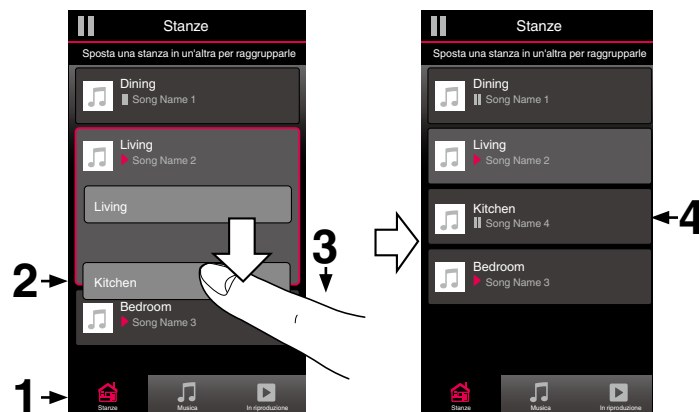 Stanze
Sposta una stanza in un'altra per raggrupparle
Dining
Song Name 1
Living
Song Name 2
Living
Kitchen
Bedroom
Song Name 3
Stanze
Musica
In riproduzione
1
2
3
Stanze
Sposta una stanza in un'altra per raggrupparle
Dining
Song Name 1
Living
Song Name 2
Kitchen
Song Name 4
Bedroom
Song Name 3
Stanze
Musica
In riproduzione
4